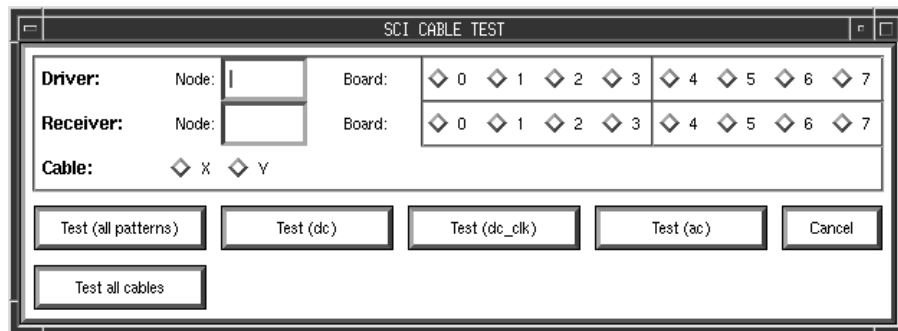 SCI CABLE TEST
Driver: Node: Board: 0 1 2 3 4 5 6 7
Receiver: Node: Board: 0 1 2 3 4 5 6 7
Cable: X Y
Test (all patterns) Test (dc) Test (dc_clk) Test (ac) Cancel
Test all cables